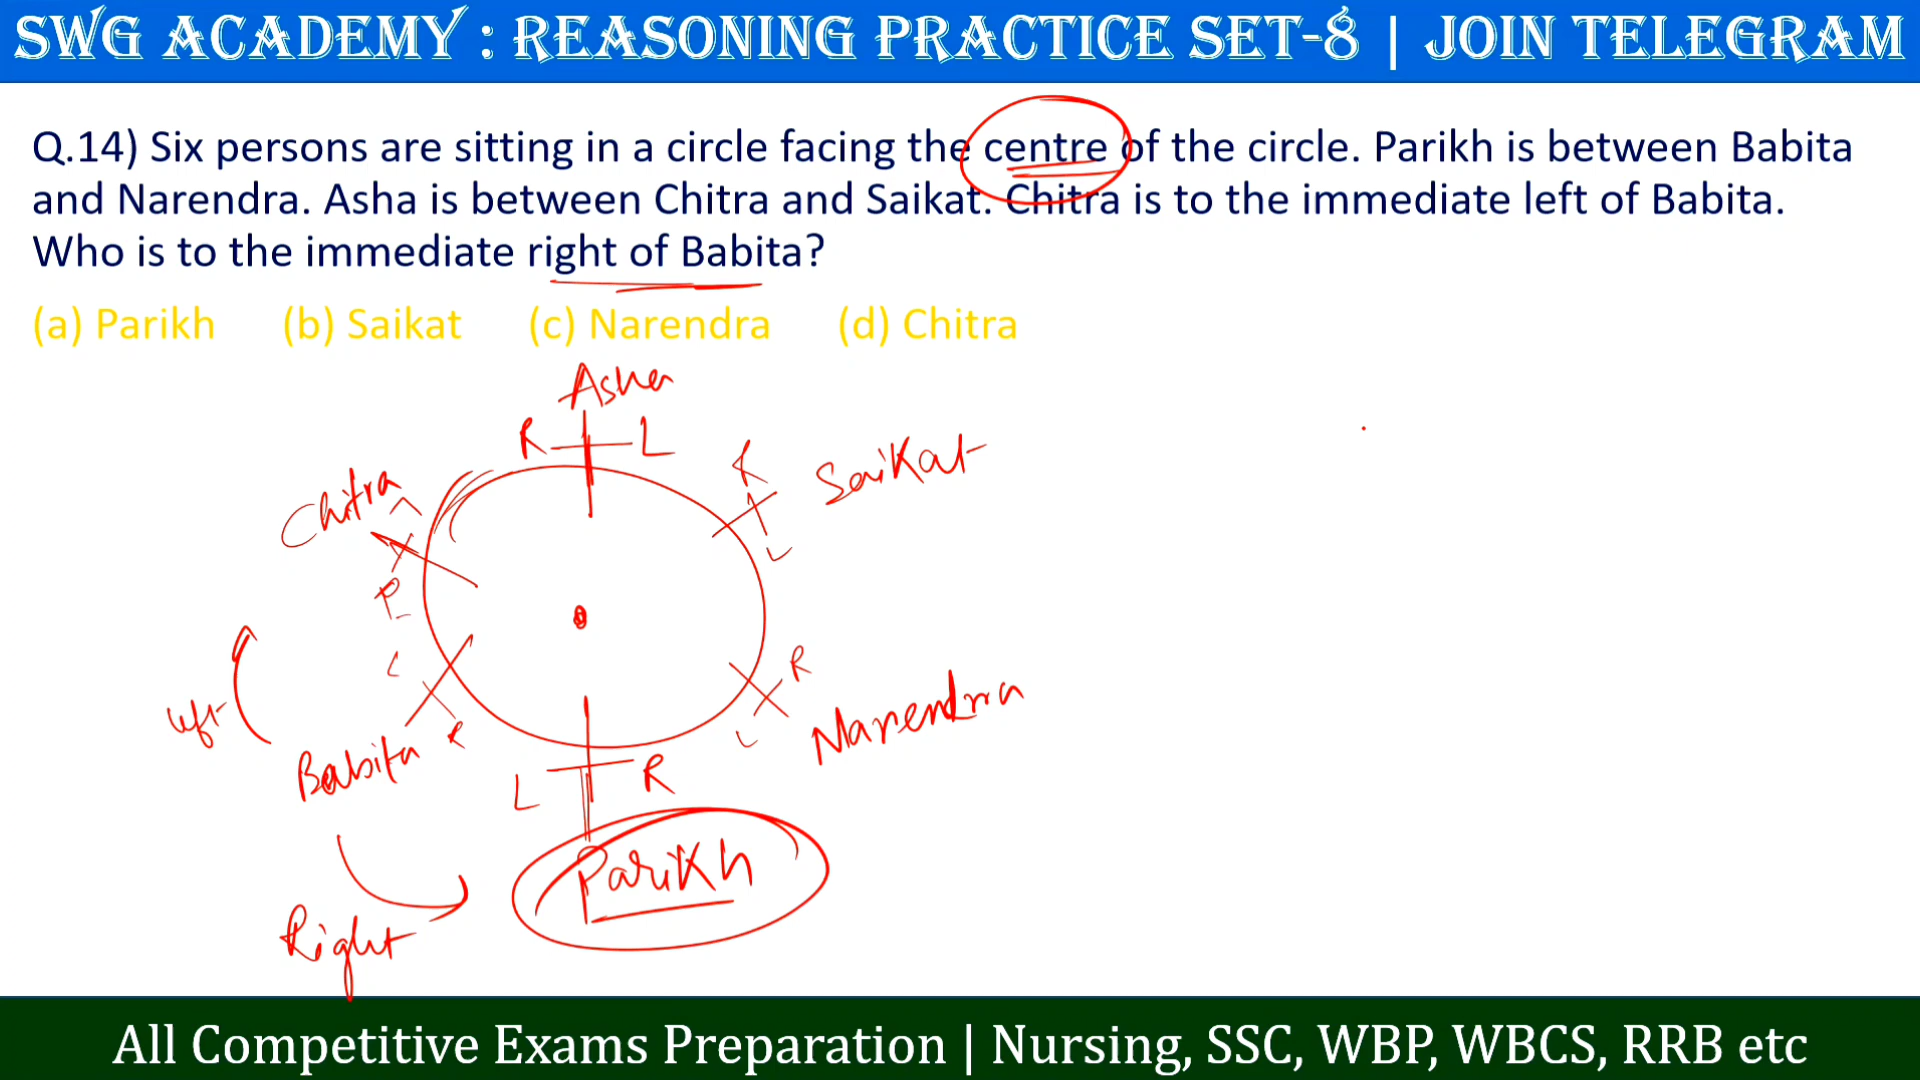 SWG ACADEMY : REASONING PRACTICE SET-8 | JOIN TELEGRAM
Q.14) Six persons are sitting in a circle facing the centre of the circle. Parikh is between Babita
and Narendra. Asha is between Chitra and Saikat. Chitra is to the immediate left of Babita.
Who is to the immediate right of Babita?
(a) Parikh (b) Saikat (c) Narendra (d) Chitra
Asha
R L
R Saikat
Chitra
L
R
L R
left Narendra
Babita R L
L R
Parikh
Right
All Competitive Exams Preparation | Nursing, SSC, WBP, WBCS, RRB etc